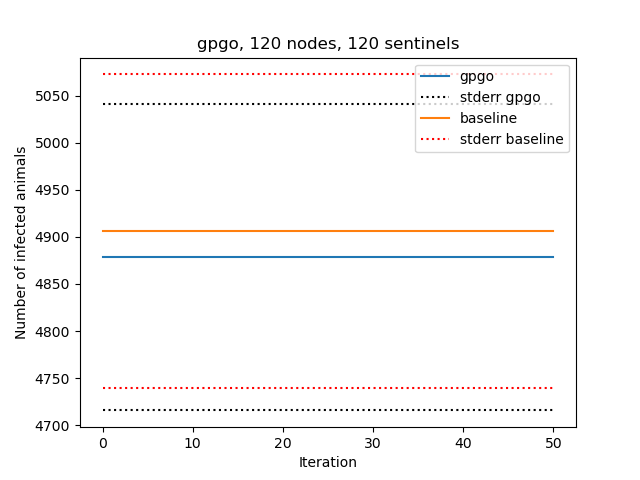 gpgo, 120 nodes, 120 sentinels
gpgo
stderr gpgo
baseline
stderr baseline
Number of infected animals
5050
5000
4950
4900
4850
4800
4750
4700
0 10 20 30 40 50
Iteration